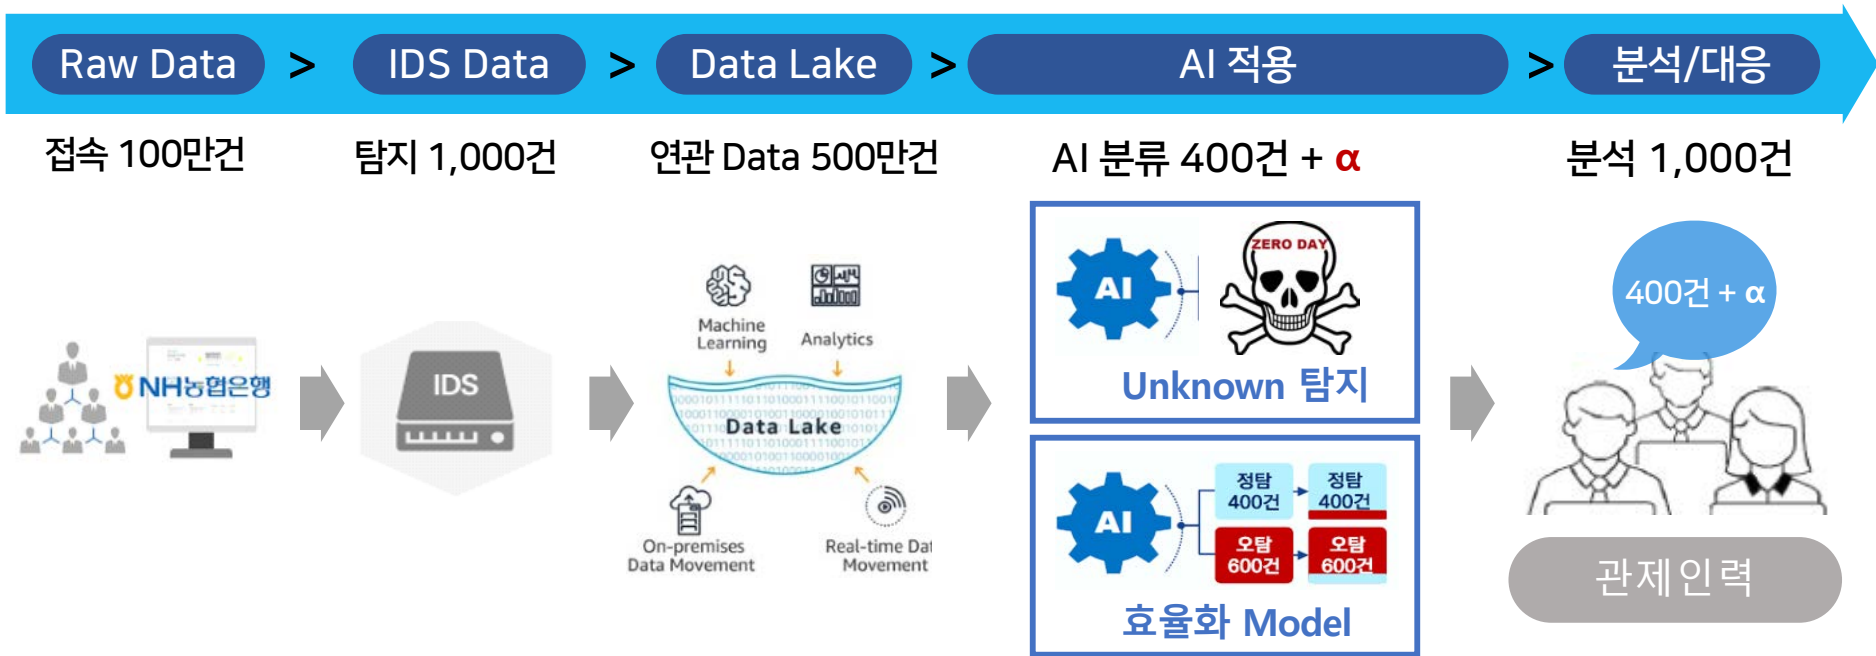 Raw Data > IDS Data > Data Lake > AI 적용 > 분석/대응
접속 100만건
탐지 1,000건
연관 Data 500만건
AI 분류 400건 + α
분석 1,000건
NH농협은행
IDS
Machine
Learning
Analytics
Data Lake
On-premises
Data Movement
Real-time Dat
Movement
AI
ZERO DAY
Unknown 탐지
AI
정탐
400건
정탐
400건
오탐
600건
오탐
600건
효율화 Model
400건 + α
관제인력